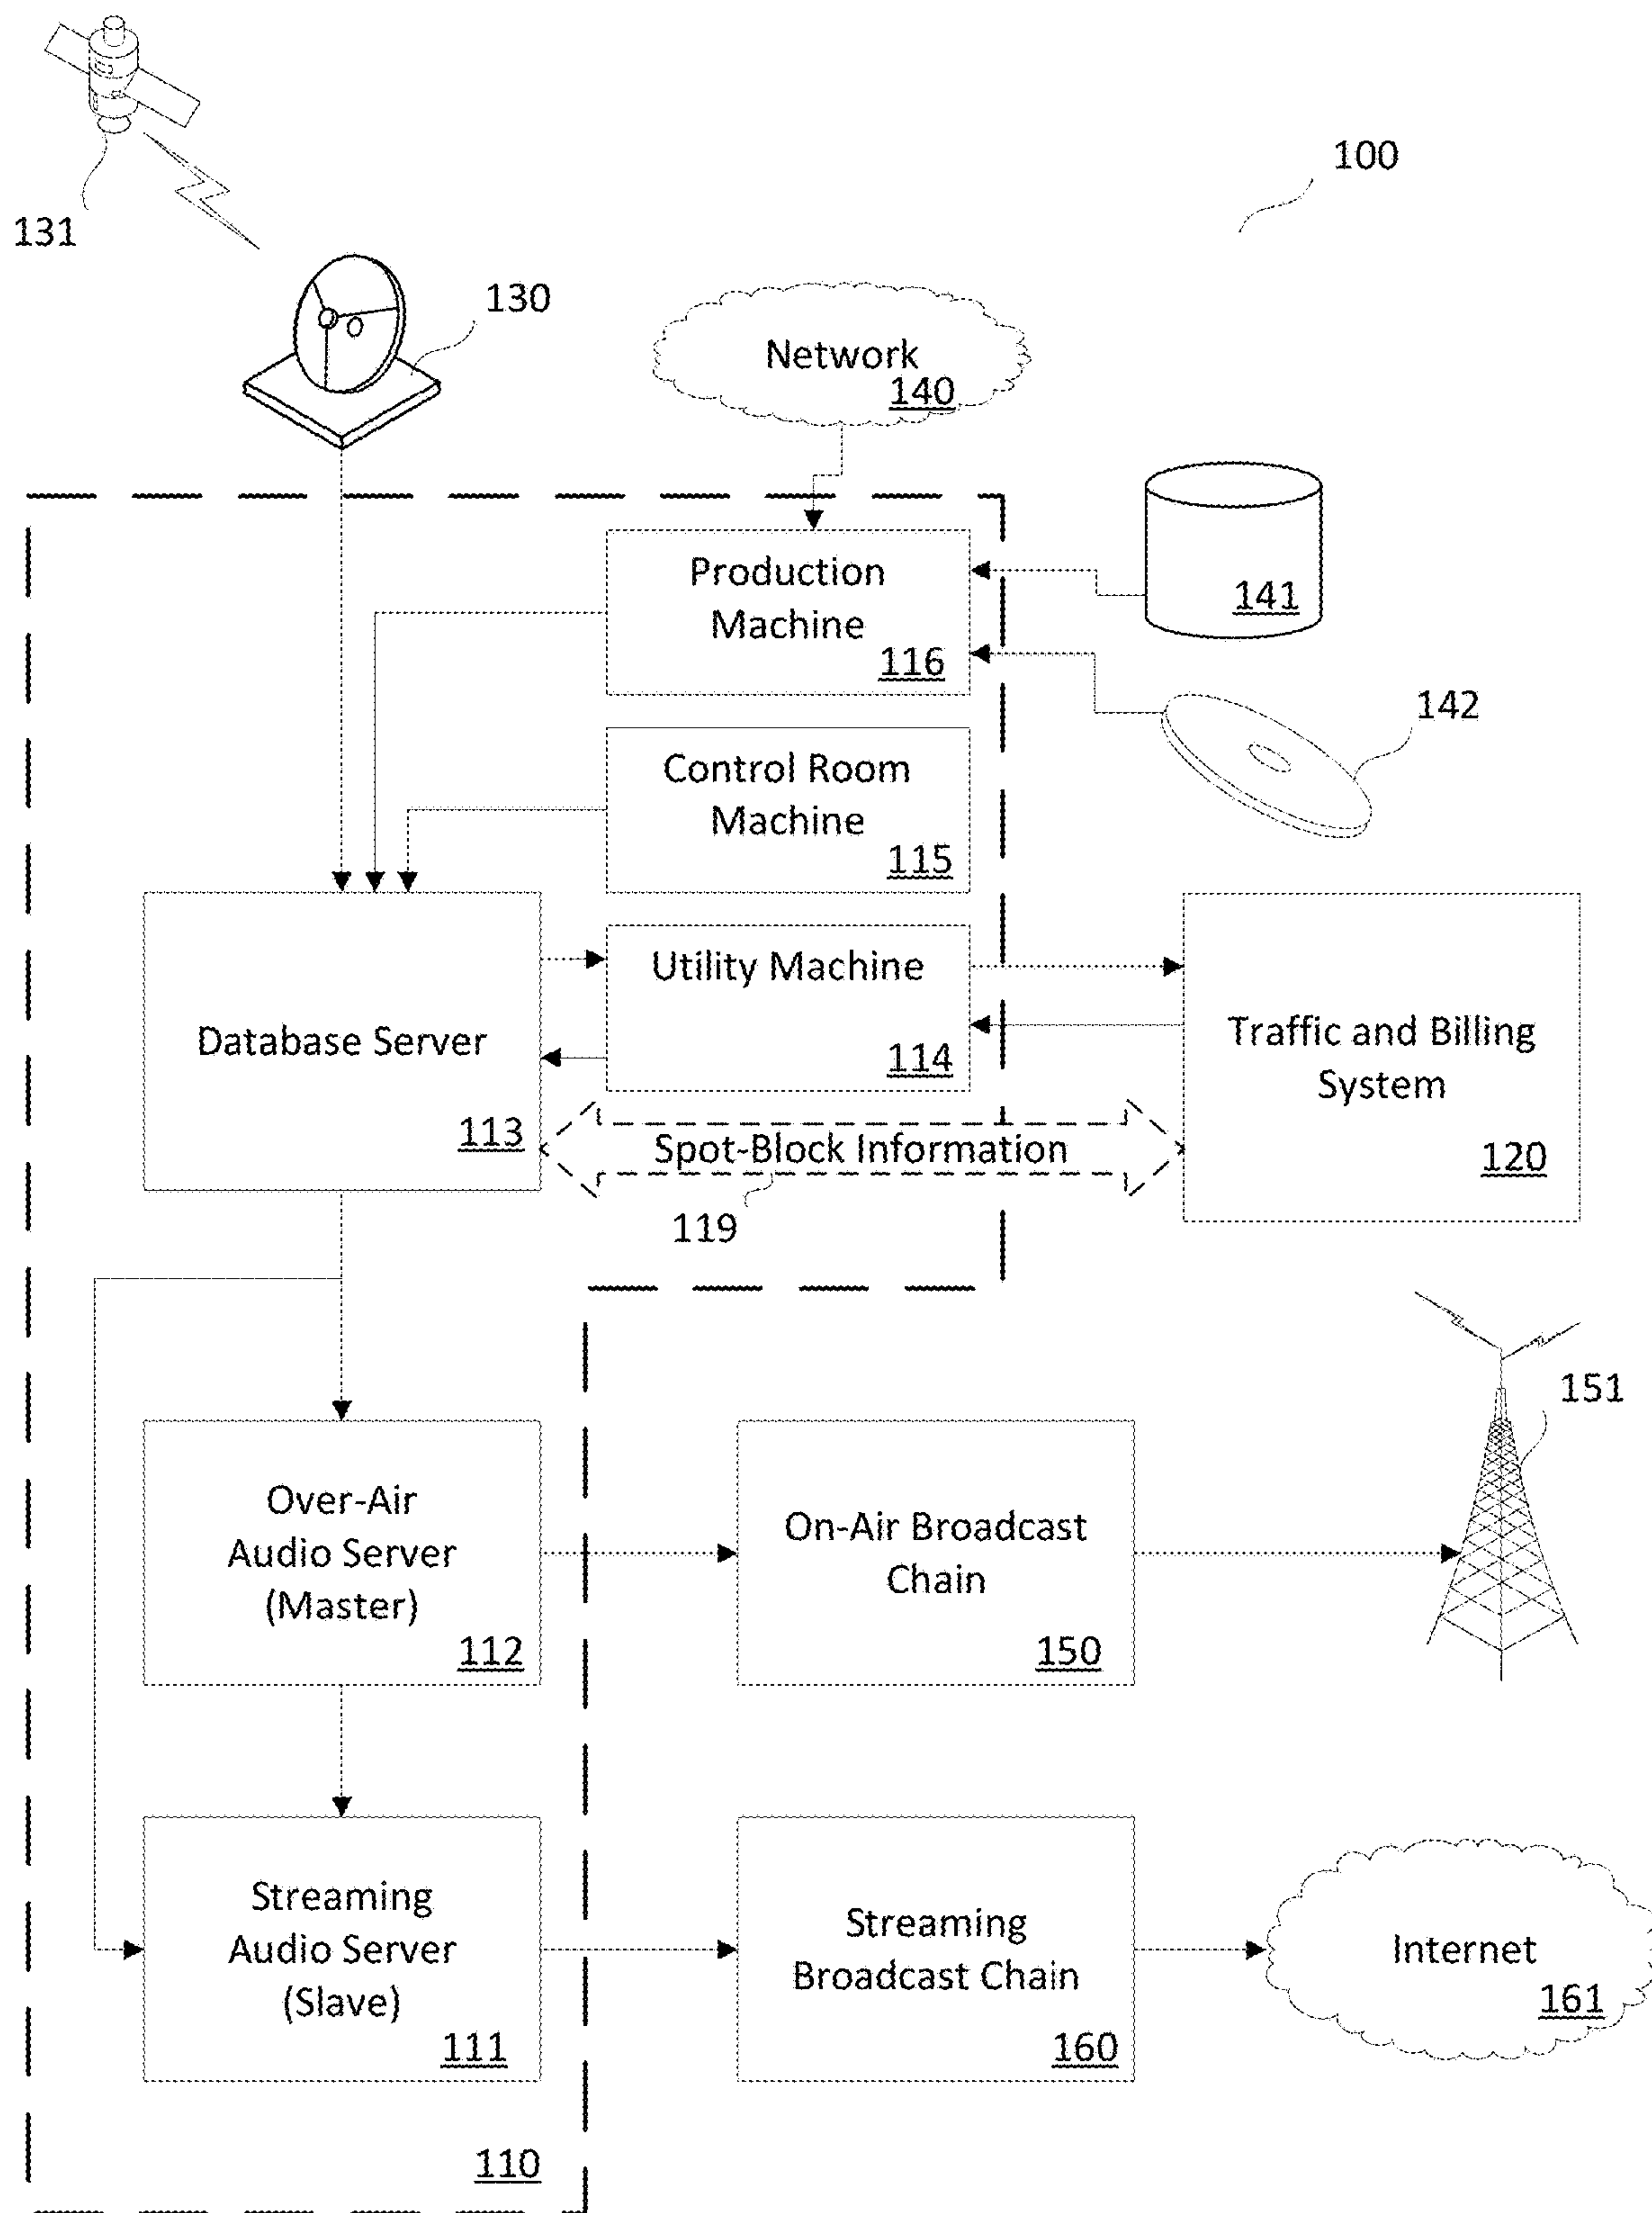 100
131
130
Network
140
Production
Machine
116
141
142
Control Room
Machine
115
Utility Machine
114
Database Server
113
Traffic and Billing
System
120
Spot-Block Information
119
151
Over-Air
Audio Server
(Master)
112
On-Air Broadcast
Chain
150
Streaming
Audio Server
(Slave)
111
Streaming
Broadcast Chain
160
Internet
161
110